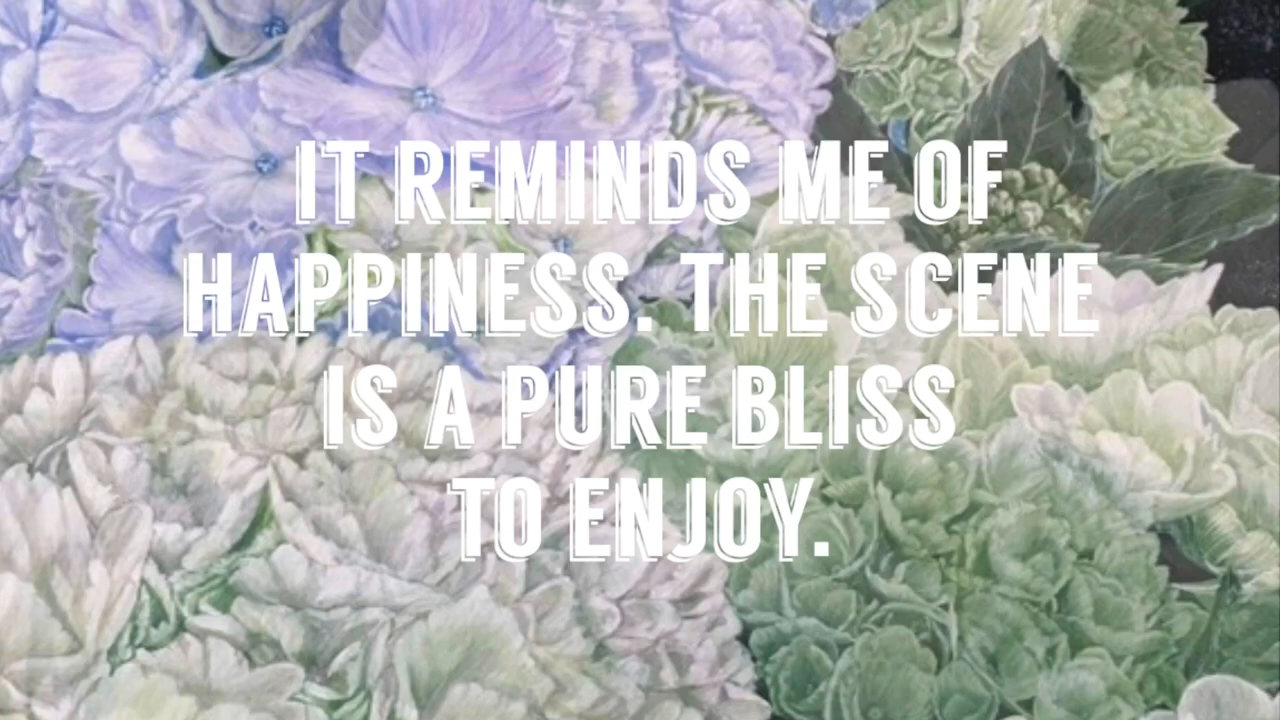 IT REMINDS ME OF
HAPPINESS. THE SCENE
IS A PURE BLISS
TO ENJOY.